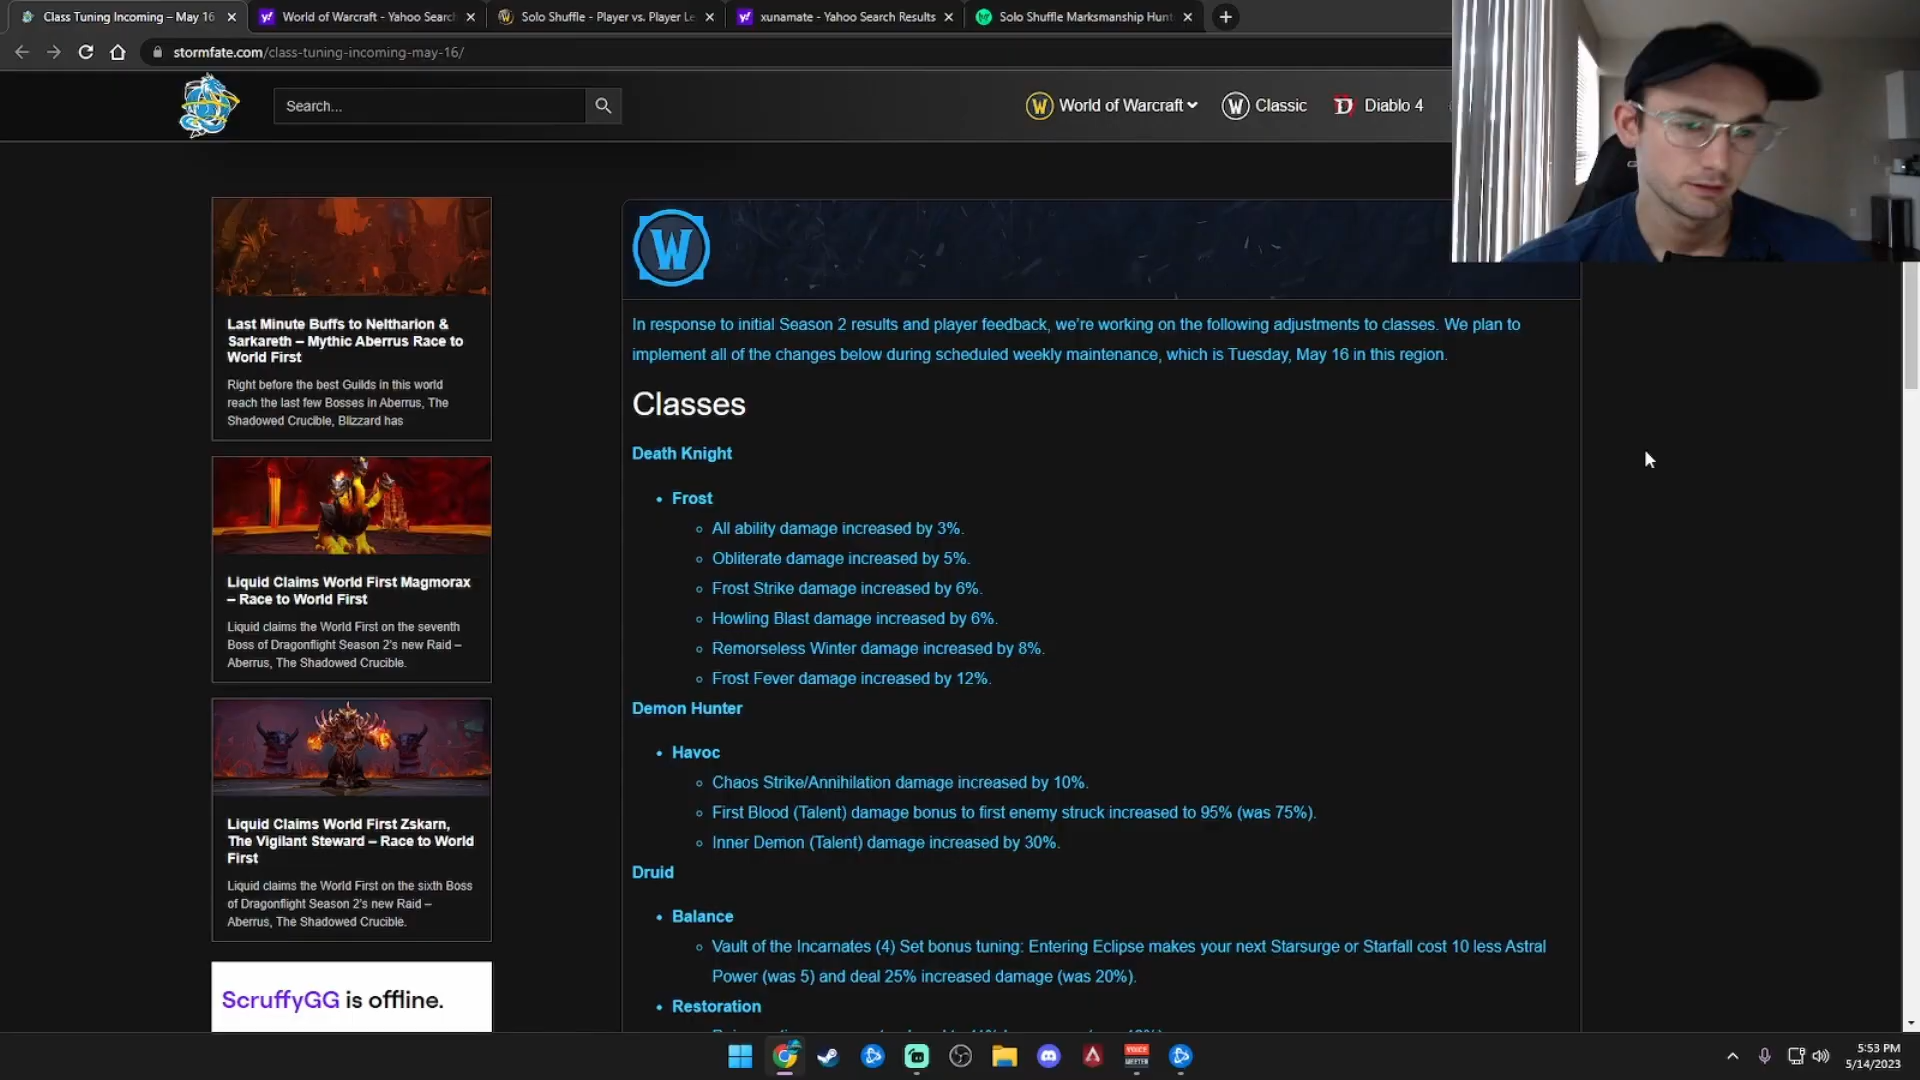 Class Tuning Incoming – May 16
World of Warcraft - Yahoo Searc
Solo Shuffle - Player vs. Player Le
xunamate - Yahoo Search Results
Solo Shuffle Marksmanship Hunt
stormfate.com/class-tuning-incoming-may-16/
Search...
World of Warcraft
Classic
Diablo 4
Last Minute Buffs to Neltharion &
Sarkareth – Mythic Aberrus Race to
World First
Right before the best Guilds in this world
reach the last few Bosses in Aberrus, The
Shadowed Crucible, Blizzard has
Liquid Claims World First Magmorax
– Race to World First
Liquid claims the World First on the seventh
Boss of Dragonflight Season 2's new Raid –
Aberrus, The Shadowed Crucible.
Liquid Claims World First Zskarn,
The Vigilant Steward – Race to World
First
Liquid claims the World First on the sixth Boss
of Dragonflight Season 2's new Raid –
Aberrus, The Shadowed Crucible.
ScruffyGG is offline.
W
In response to initial Season 2 results and player feedback, we're working on the following adjustments to classes. We plan to
implement all of the changes below during scheduled weekly maintenance, which is Tuesday, May 16 in this region.
Classes
Death Knight
Frost
All ability damage increased by 3%.
Obliterate damage increased by 5%.
Frost Strike damage increased by 6%.
Howling Blast damage increased by 6%.
Remorseless Winter damage increased by 8%.
Frost Fever damage increased by 12%.
Demon Hunter
Havoc
Chaos Strike/Annihilation damage increased by 10%.
First Blood (Talent) damage bonus to first enemy struck increased to 95% (was 75%).
Inner Demon (Talent) damage increased by 30%.
Druid
Balance
Vault of the Incarnates (4) Set bonus tuning: Entering Eclipse makes your next Starsurge or Starfall cost 10 less Astral
Power (was 5) and deal 25% increased damage (was 20%).
Restoration
5:53 PM
5/14/2023